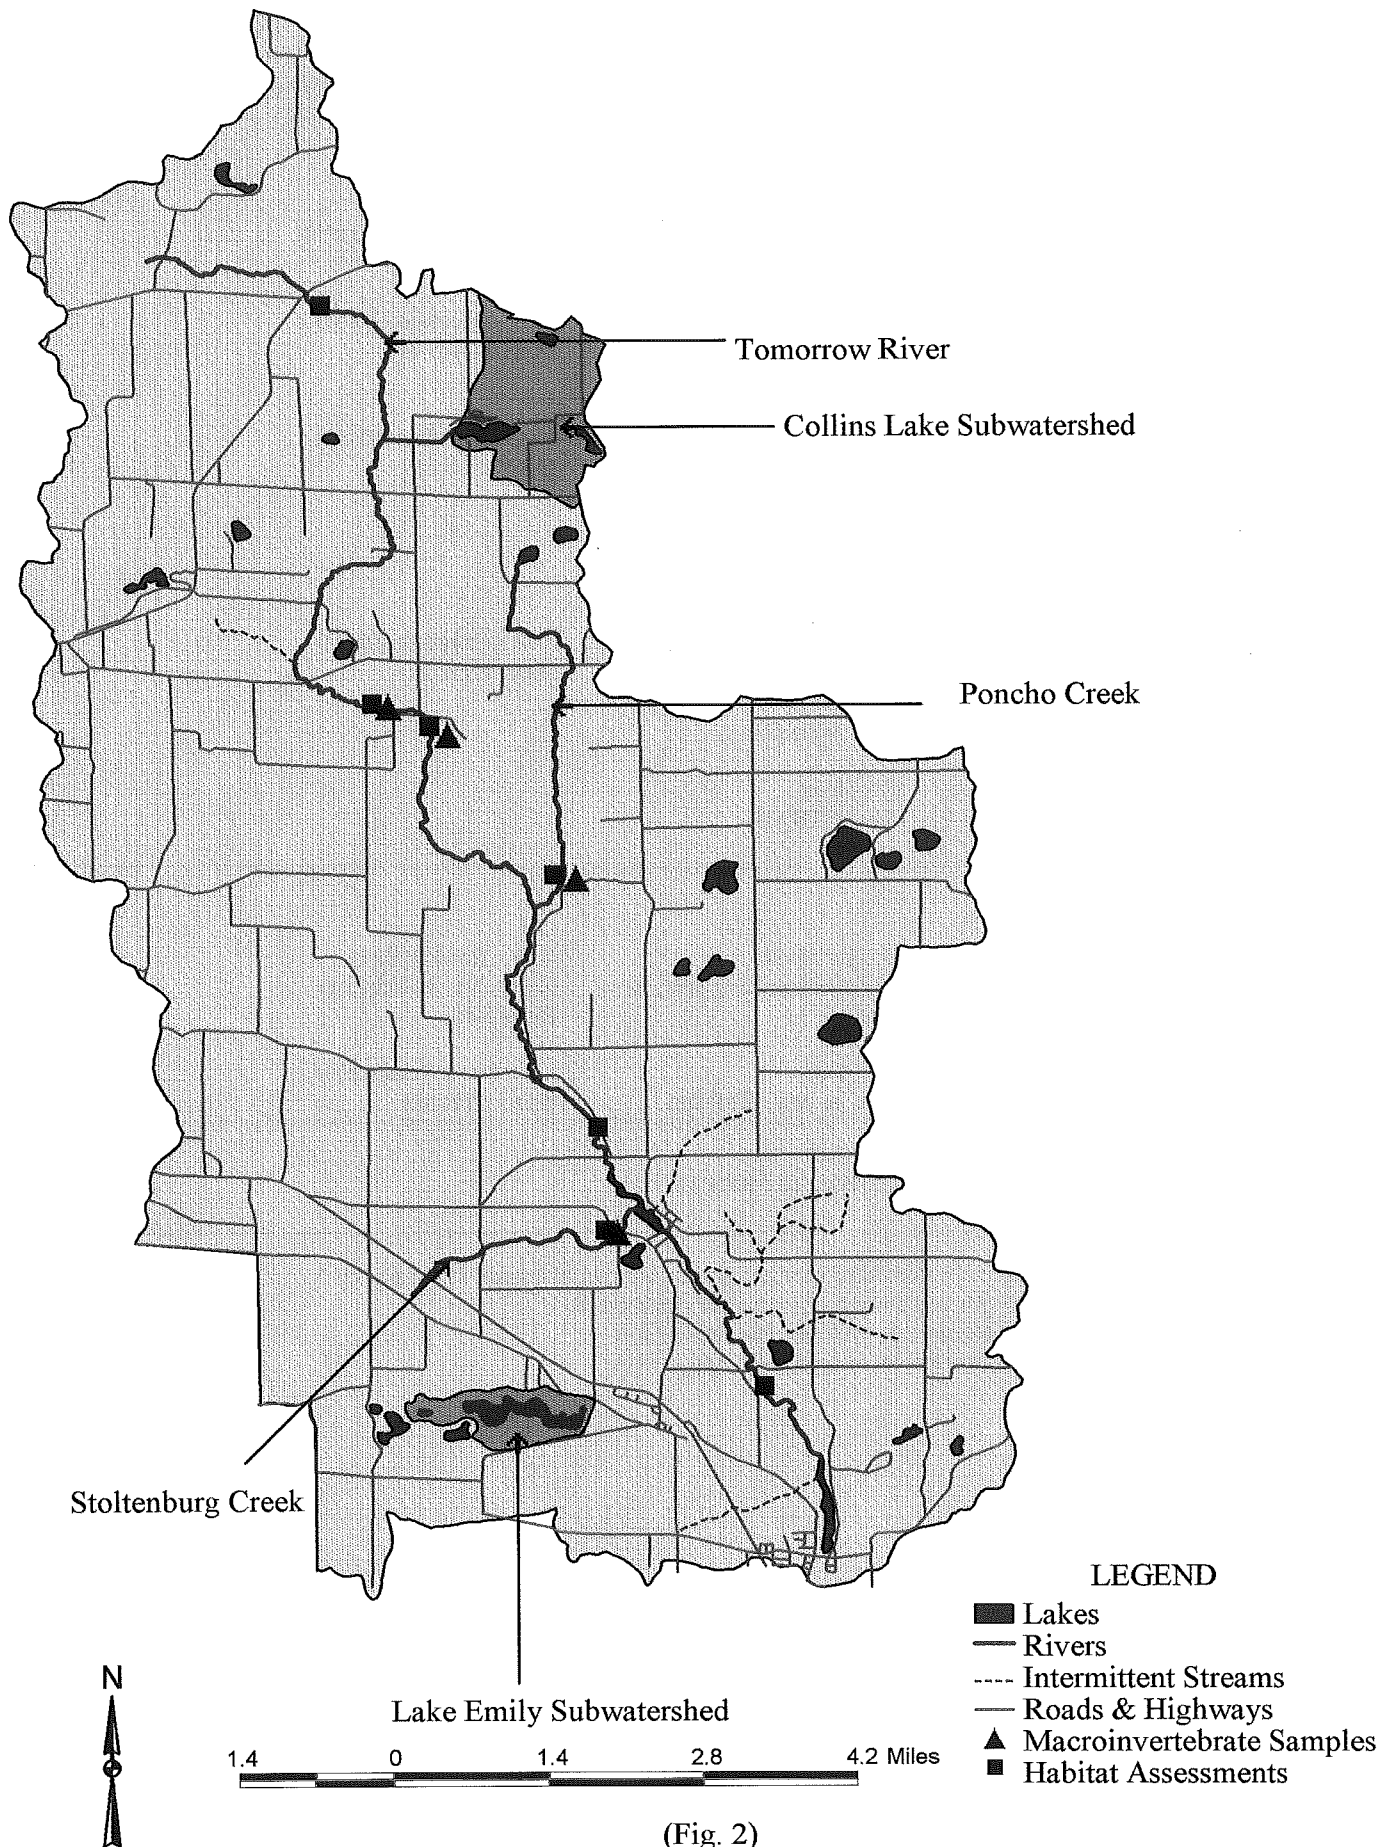 Tomorrow River
Collins Lake Subwatershed
Poncho Creek
Stoltenburg Creek
LEGEND
Lakes
Rivers
Intermittent Streams
Roads & Highways
Macroinvertebrate Samples
Habitat Assessments
N
Lake Emily Subwatershed
1.4 0 1.4 2.8 4.2 Miles
(Fig. 2)